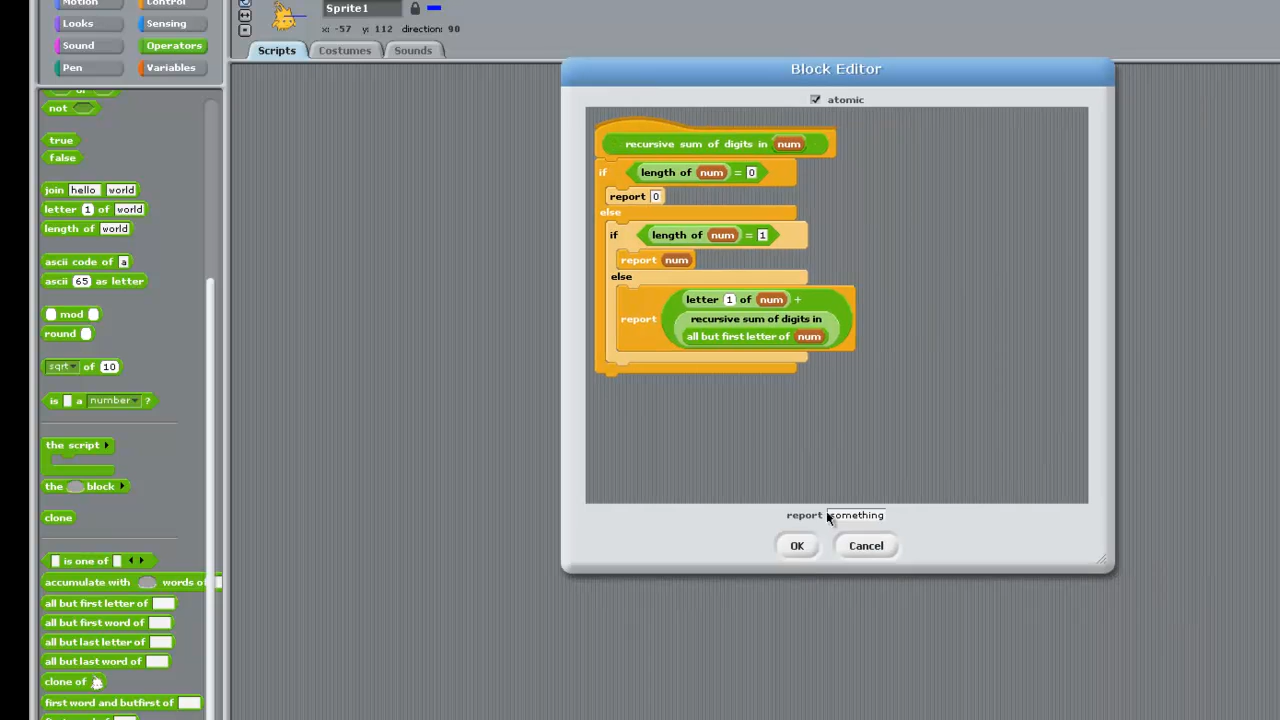 Motion Control
Looks Sensing
Sound Operators
Pen Variables
Sprite1
x: -57 y: 112 direction: 90
Scripts Costumes Sounds
of
not
true
false
join hello world
letter 1 of world
length of world
ascii code of a
ascii 65 as letter
mod
round
sqrt of 10
is a number ?
the script
the block
clone
is one of
accumulate with words of
all but first letter of
all but first word of
all but last letter of
all but last word of
clone of
first word and butfirst of
Block Editor
atomic
recursive sum of digits in num
if length of num = 0
report 0
else
if length of num = 1
report num
else
letter 1 of num +
report recursive sum of digits in
all but first letter of num
report something
OK Cancel